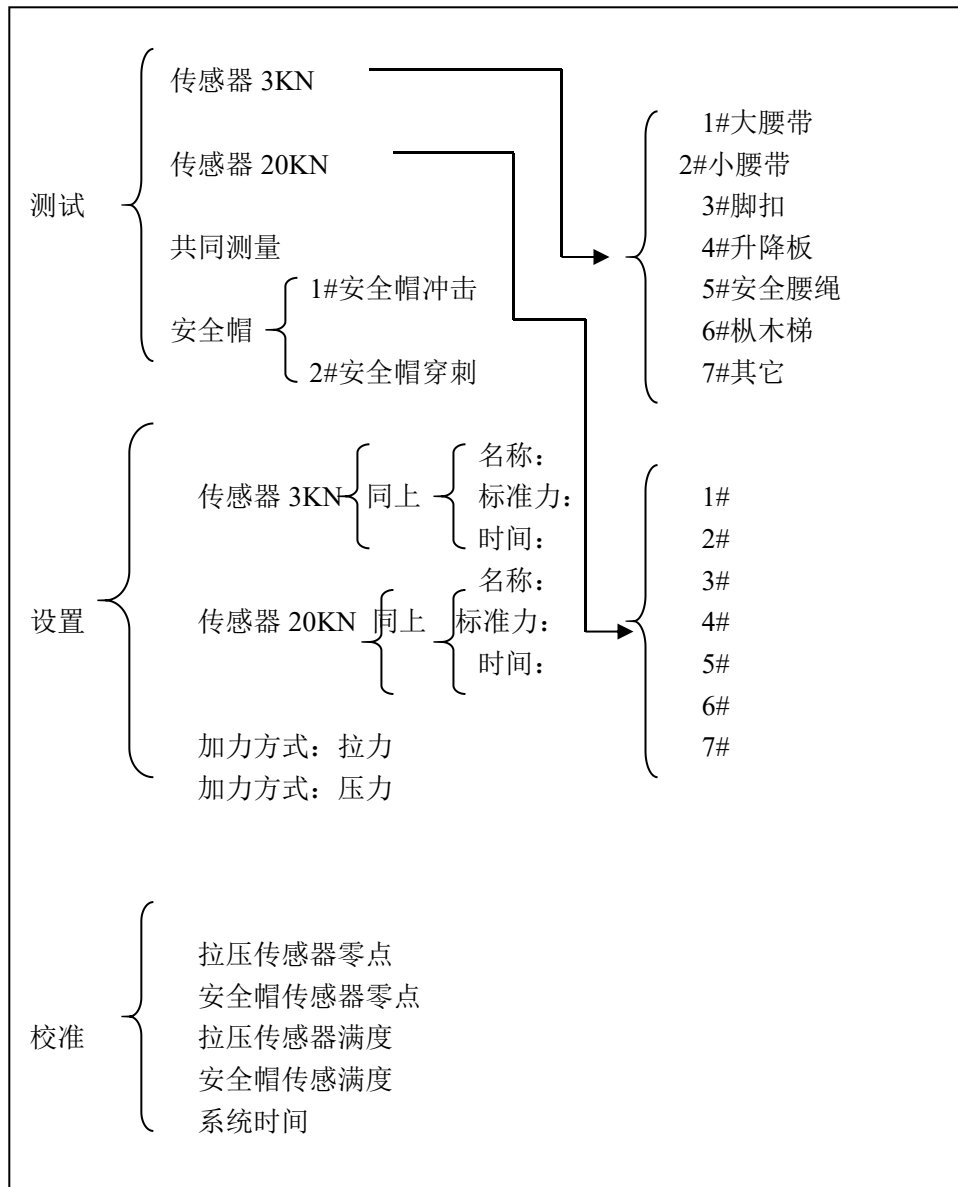 测试
传感器 3KN
传感器 20KN
共同测量
安全帽
1#安全帽冲击
2#安全帽穿刺
1#大腰带
2#小腰带
3#脚扣
4#升降板
5#安全腰绳
6#枞木梯
7#其它
设置
传感器 3KN
同上
名称：
标准力：
时间：
传感器 20KN
同上
名称：
标准力：
时间：
加力方式：拉力
加力方式：压力
1#
2#
3#
4#
5#
6#
7#
校准
拉压传感器零点
安全帽传感器零点
拉压传感器满度
安全帽传感满度
系统时间